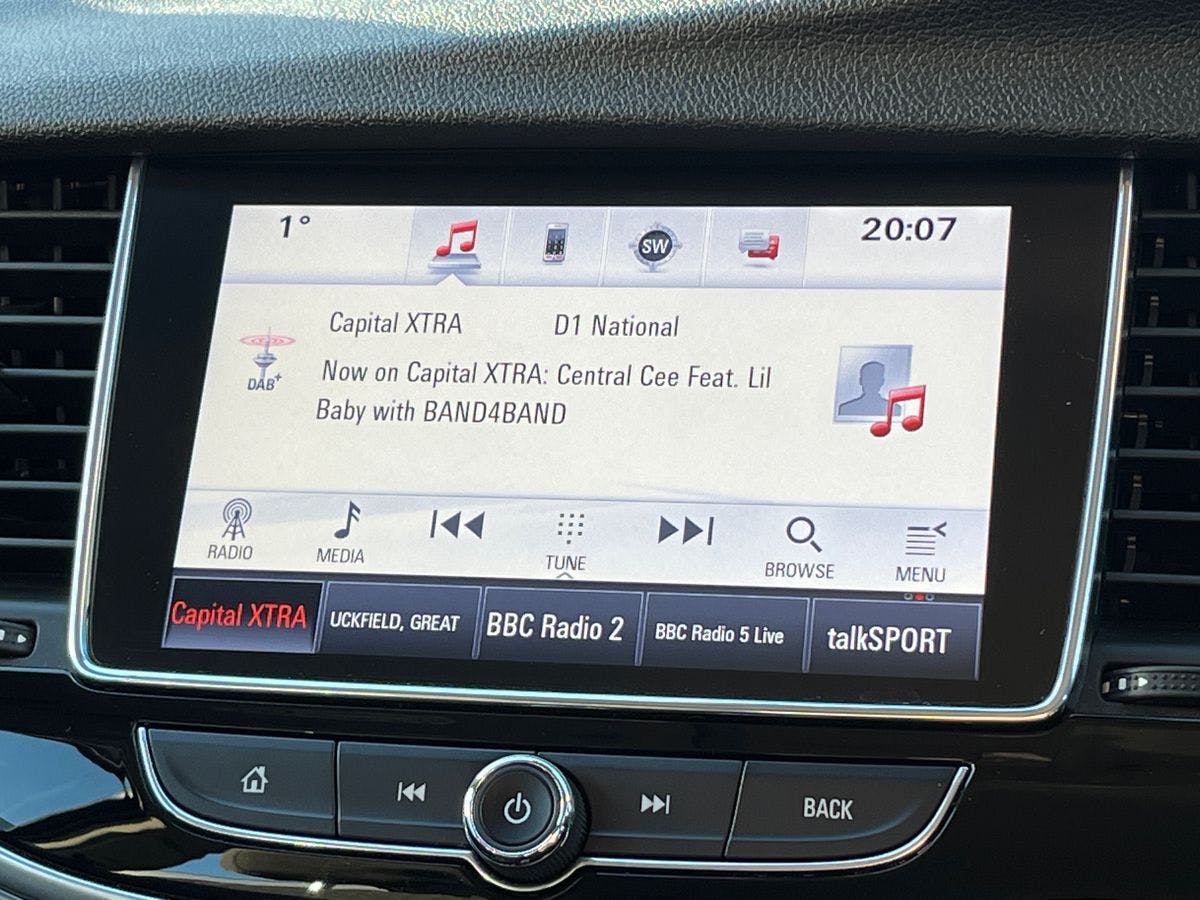 1°
SW
20:07
Capital XTRA D1 National
DAB+
Now on Capital XTRA: Central Cee Feat. Lil
Baby with BAND4BAND
RADIO
MEDIA
TUNE
BROWSE
MENU
Capital XTRA
UCKFIELD, GREAT
BBC Radio 2
BBC Radio 5 Live
talkSPORT
BACK